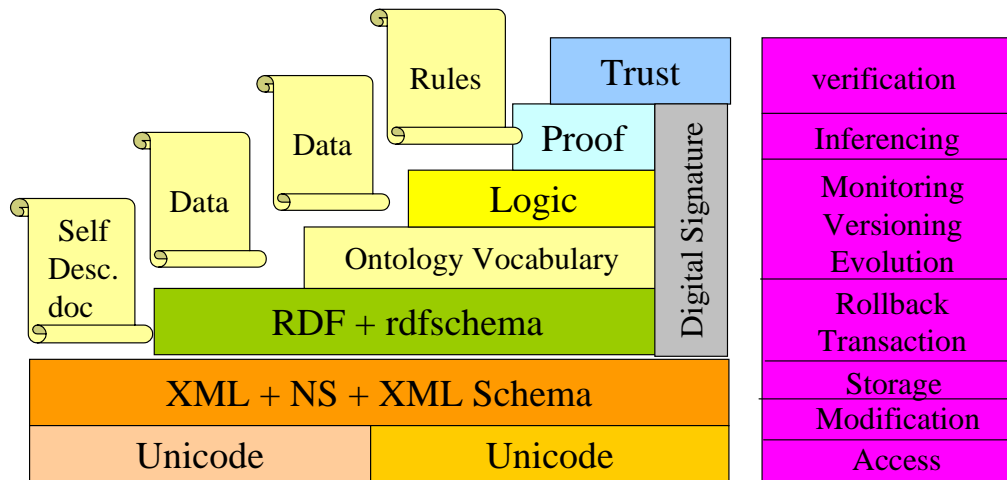 Rules
Trust
Data
Proof
Data
Logic
Self
Desc.
doc
Ontology Vocabulary
Digital Signature
RDF + rdfschema
XML + NS + XML Schema
Unicode
Unicode
verification
Inferencing
Monitoring
Versioning
Evolution
Rollback
Transaction
Storage
Modification
Access